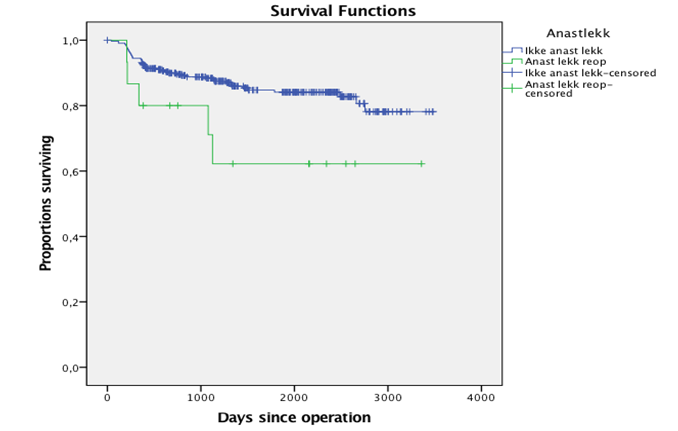 Survival Functions
Anastlekk
Ikke anast lekk
Anast lekk reop
Ikke anast lekk-censored
Anast lekk reop-
censored
Proportions surviving
1,0
0,8
0,6
0,4
0,2
0,0
0
1000
2000
3000
4000
Days since operation